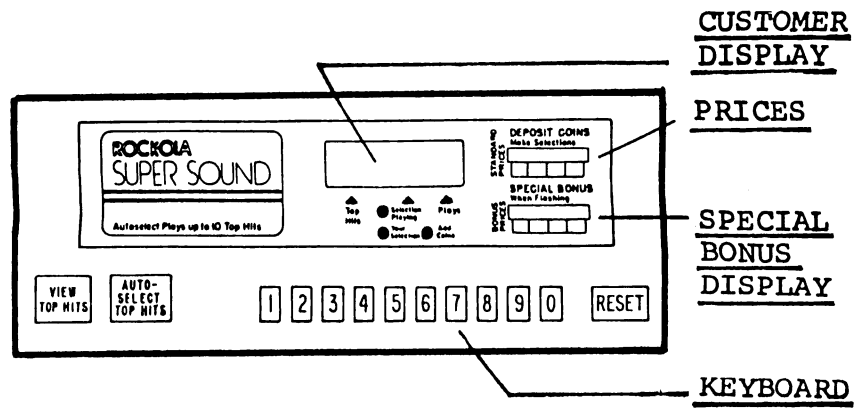 CUSTOMER
DISPLAY
PRICES
SPECIAL
BONUS
DISPLAY
KEYBOARD
ROCKOLA
SUPER SOUND
Autoselect Plays up to 10 Top Hits
Top
Hits
Selection
Playing
Plays
Your
Selection
Add
Coins
STANDARD
PRICES
DEPOSIT COINS
Make Selections
SPECIAL BONUS
When Flashing
BONUS
PRICES
VIEW
TOP HITS
AUTO-
SELECT
TOP HITS
1 2 3 4 5 6 7 8 9 0
RESET